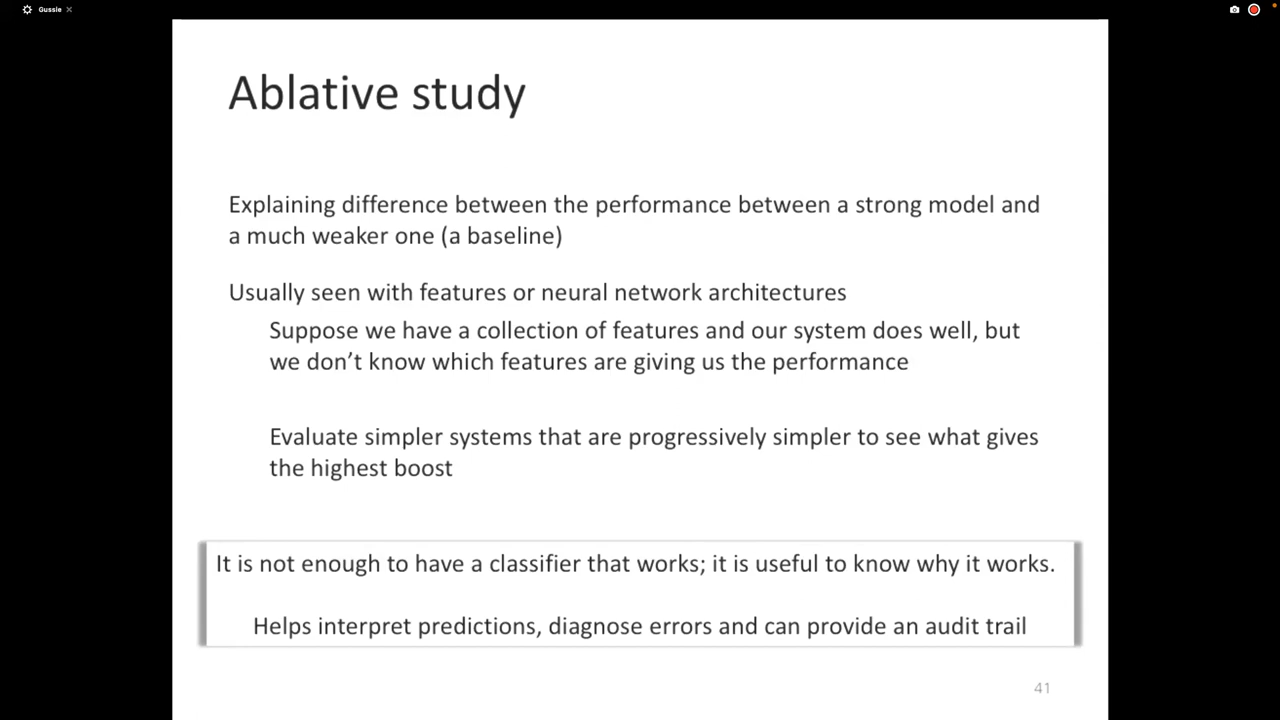 Gussie
Ablative study
Explaining difference between the performance between a strong model and
a much weaker one (a baseline)
Usually seen with features or neural network architectures
Suppose we have a collection of features and our system does well, but
we don’t know which features are giving us the performance
Evaluate simpler systems that are progressively simpler to see what gives
the highest boost
It is not enough to have a classifier that works; it is useful to know why it works.
Helps interpret predictions, diagnose errors and can provide an audit trail
41